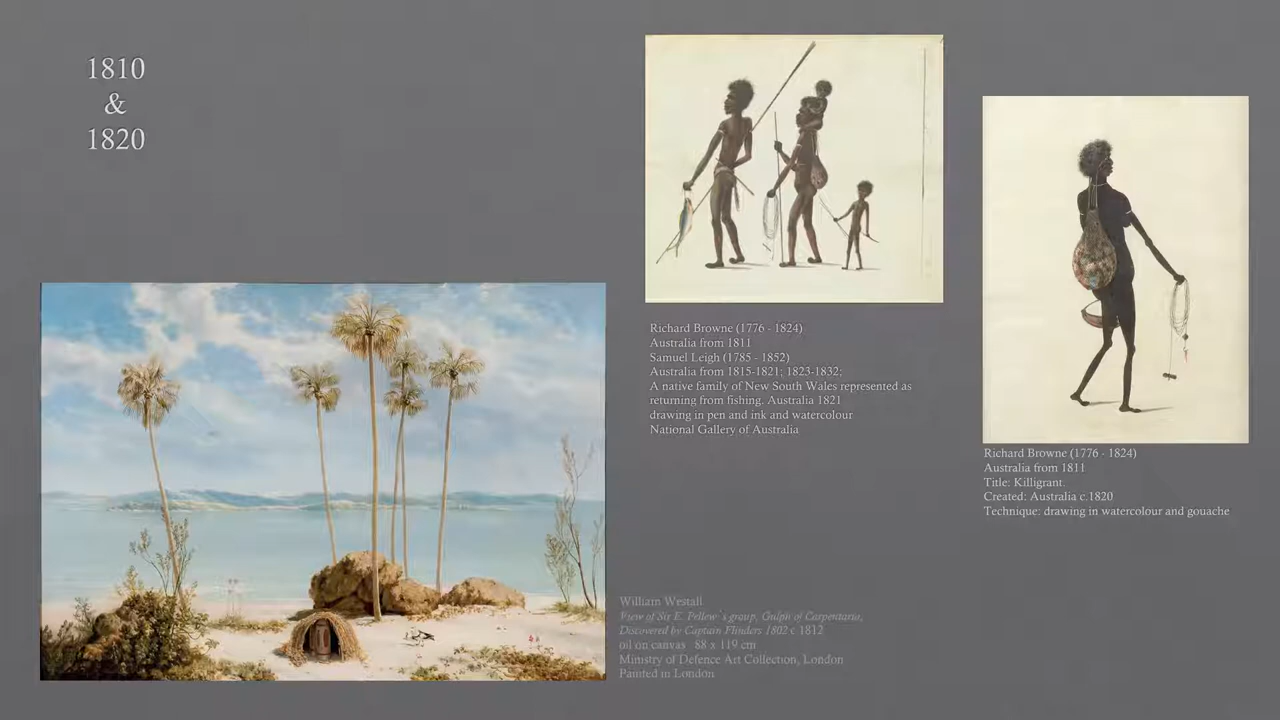 1810
&
1820
Richard Browne (1776 - 1824)
Australia from 1811
Samuel Leigh (1785 - 1852)
Australia from 1815-1821; 1823-1832;
A native family of New South Wales represented as
returning from fishing. Australia 1821
drawing in pen and ink and watercolour
National Gallery of Australia
Richard Browne (1776 - 1824)
Australia from 1811
Title: Killigrant.
Created: Australia c.1820
Technique: drawing in watercolour and gouache
William Westall
View of Sir E. Pellew's group, Gulph of Carpentaria,
Discovered by Captain Flinders 1802 c 1812
oil on canvas 88 x 119 cm
Ministry of Defence Art Collection, London
Painted in London